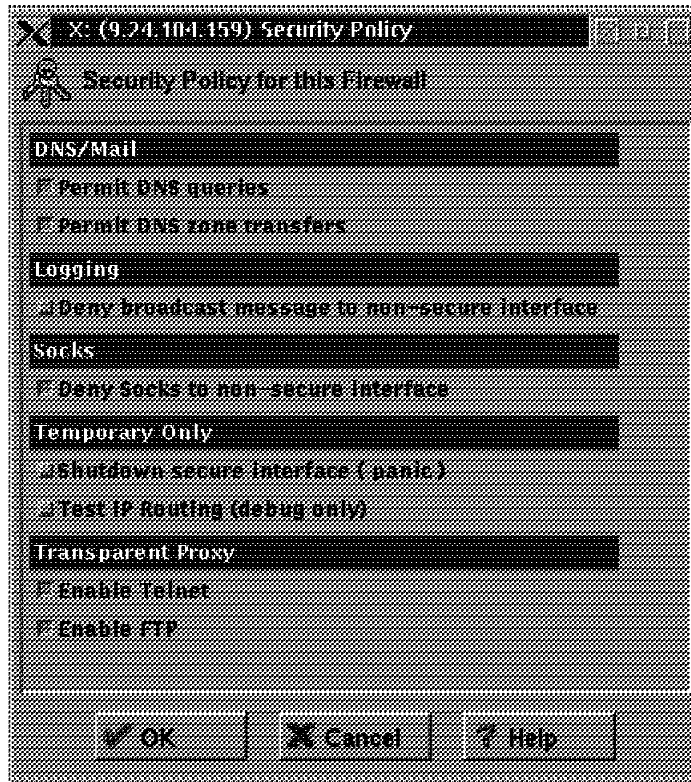 X: (9.24.104.159) Security Policy
Security Policy for this Firewall
DNS/Mail
Permit DNS queries
Permit DNS zone transfers
Logging
Deny broadcast message to non-secure interface
Socks
Deny Socks to non-secure interface
Temporary Only
Shutdown secure interface ( panic )
Test IP Routing (debug only)
Transparent Proxy
Enable Telnet
Enable FTP
OK
Cancel
Help